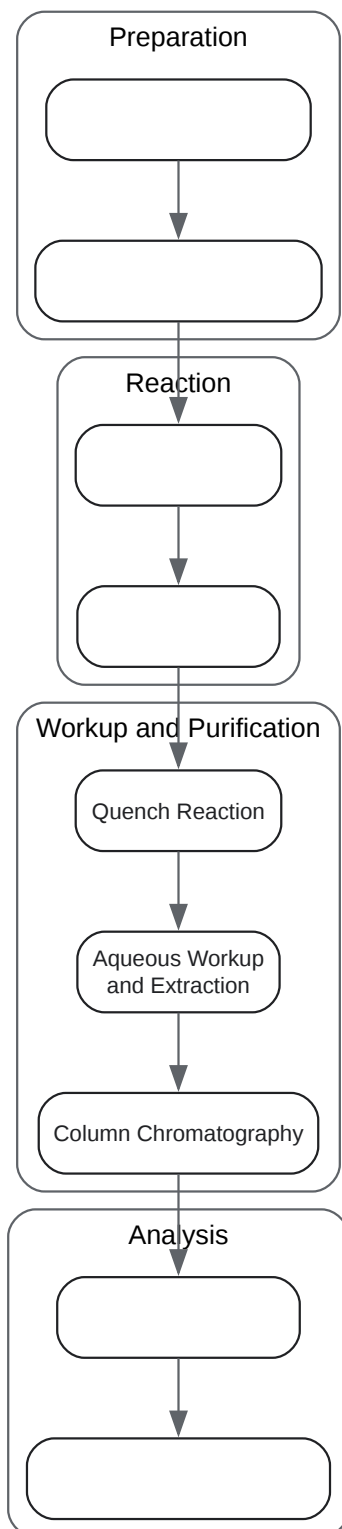 Preparation
Reaction
Workup and Purification
Quench Reaction
Aqueous Workup
and Extraction
Column Chromatography
Analysis